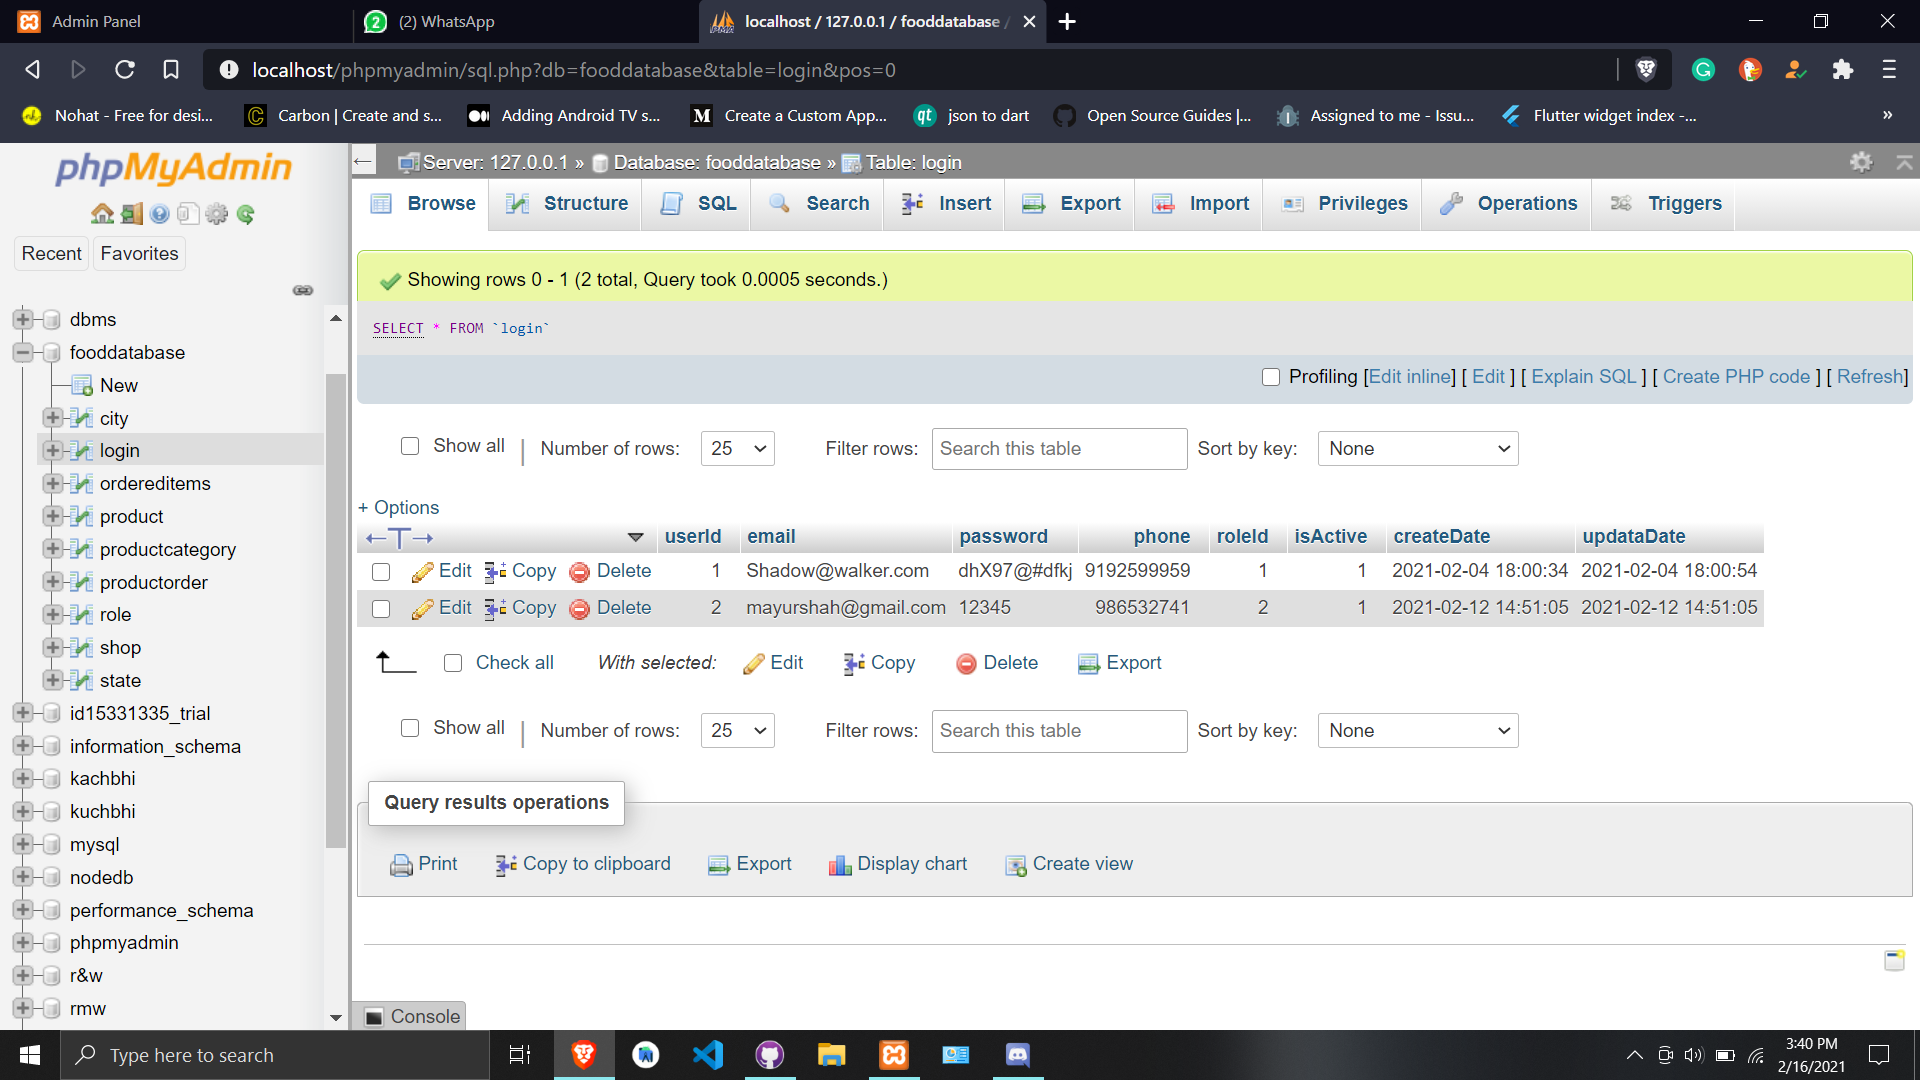 Admin Panel
(2) WhatsApp
localhost / 127.0.0.1 / fooddatabase /
localhost/phpmyadmin/sql.php?db=fooddatabase&table=login&pos=0
Nohat - Free for desi...
Carbon | Create and s...
Adding Android TV s...
Create a Custom App...
json to dart
Open Source Guides |...
Assigned to me - Issu...
Flutter widget index -...
»
phpMyAdmin
Recent
Favorites
dbms
fooddatabase
New
city
login
ordereditems
product
productcategory
productorder
role
shop
state
id15331335_trial
information_schema
kachbhi
kuchbhi
mysql
nodedb
performance_schema
phpmyadmin
r&w
rmw
Server: 127.0.0.1 » Database: fooddatabase » Table: login
Browse
Structure
SQL
Search
Insert
Export
Import
Privileges
Operations
Triggers
Showing rows 0 - 1 (2 total, Query took 0.0005 seconds.)
SELECT * FROM `login`
Profiling [Edit inline] [ Edit ] [ Explain SQL ] [ Create PHP code ] [ Refresh]
Show all | Number of rows: 25 Filter rows: Search this table Sort by key: None
+ Options
←T→ userId email password phone roleId isActive createDate updataDate
Edit Copy Delete 1 Shadow@walker.com dhX97@#dfkj 9192599959 1 1 2021-02-04 18:00:34 2021-02-04 18:00:54
Edit Copy Delete 2 mayurshah@gmail.com 12345 986532741 2 1 2021-02-12 14:51:05 2021-02-12 14:51:05
Check all With selected: Edit Copy Delete Export
Show all | Number of rows: 25 Filter rows: Search this table Sort by key: None
Query results operations
Print Copy to clipboard Export Display chart Create view
Console
Type here to search
3:40 PM
2/16/2021